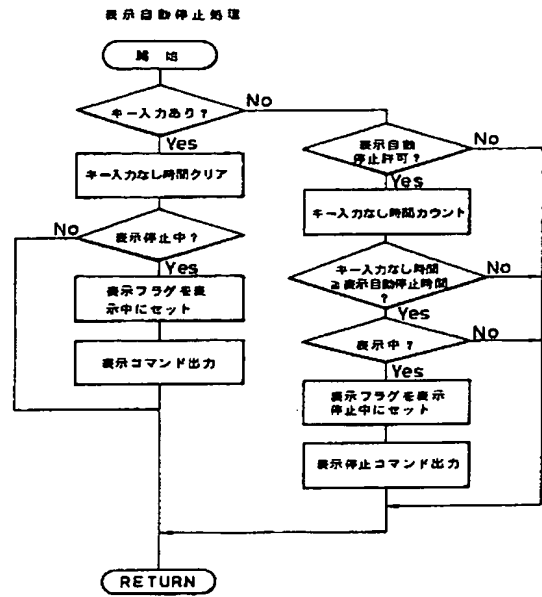 表示自動停止処理
開始
キー入力あり?
No
Yes
キー入力なし時間クリア
No
表示停止中?
Yes
表示フラグを表
示中にセット
表示コマンド出力
表示自動
停止許可?
No
Yes
キー入力なし時間カウント
キー入力なし時間
≧表示自動停止時間
?
No
Yes
表示中?
No
Yes
表示フラグを表示
停止中にセット
表示停止コマンド出力
RETURN